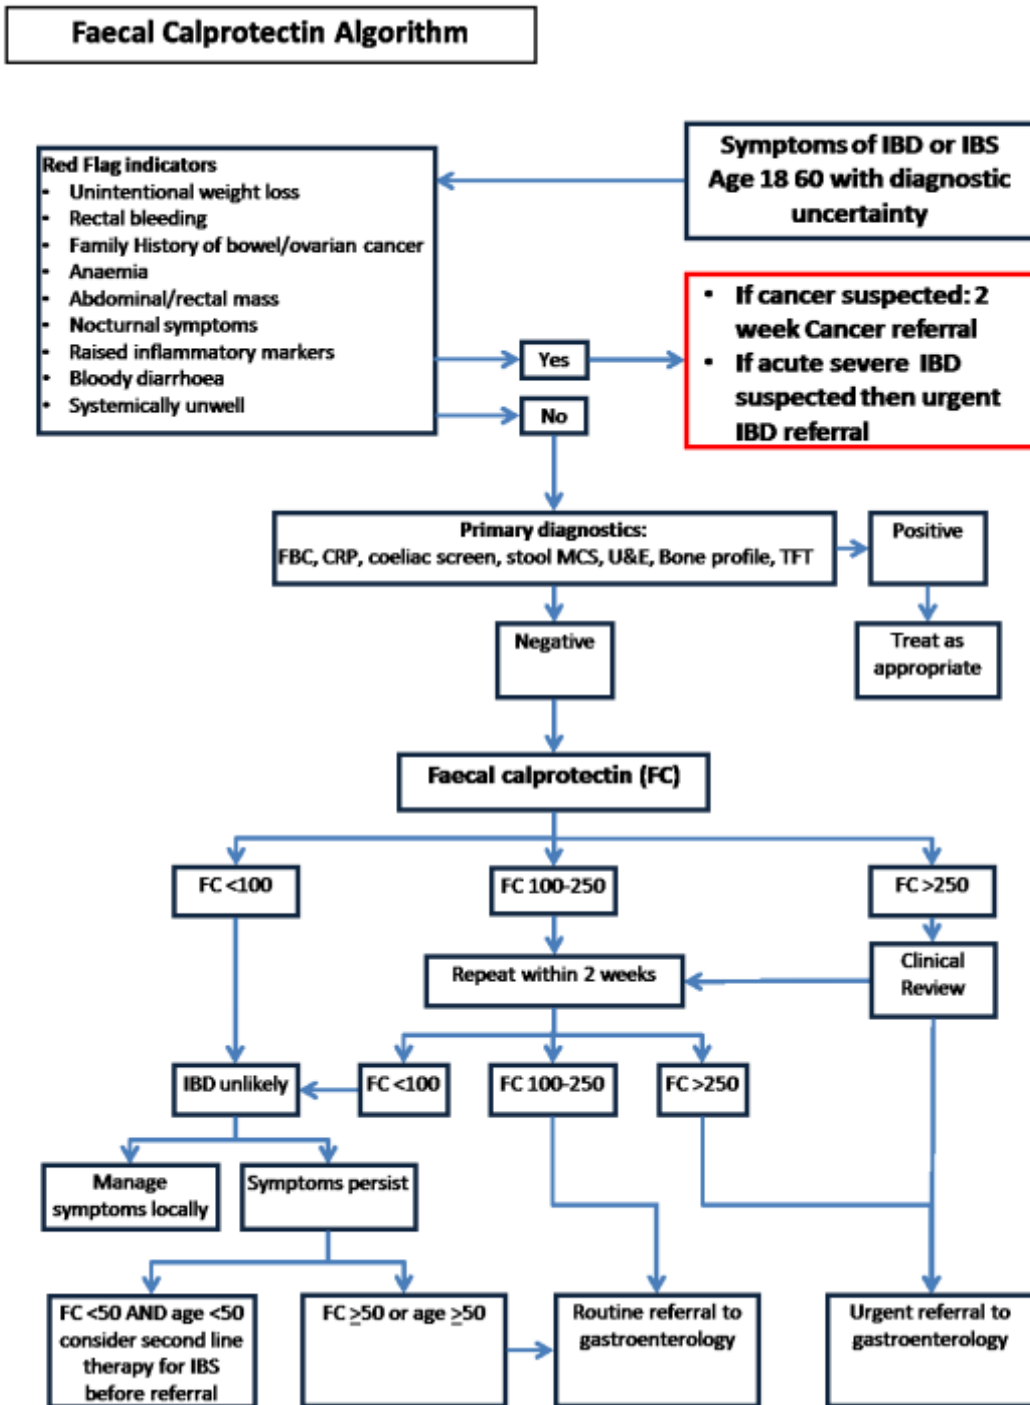 Faecal Calprotectin Algorithm
Symptoms of IBD or IBS
Age 18 60 with diagnostic
uncertainty
Red Flag indicators
• Unintentional weight loss
• Rectal bleeding
• Family History of bowel/ovarian cancer
• Anaemia
• Abdominal/rectal mass
• Nocturnal symptoms
• Raised inflammatory markers
• Bloody diarrhoea
• Systemically unwell
Yes
No
• If cancer suspected: 2
week Cancer referral
• If acute severe IBD
suspected then urgent
IBD referral
Primary diagnostics:
FBC, CRP, coeliac screen, stool MCS, U&E, Bone profile, TFT
Positive
Negative
Treat as
appropriate
Faecal calprotectin (FC)
FC <100
FC 100-250
FC >250
Repeat within 2 weeks
Clinical
Review
IBD unlikely
FC <100
FC 100-250
FC >250
Manage
symptoms locally
Symptoms persist
FC <50 AND age <50
consider second line
therapy for IBS
before referral
FC ≥50 or age ≥50
Routine referral to
gastroenterology
Urgent referral to
gastroenterology